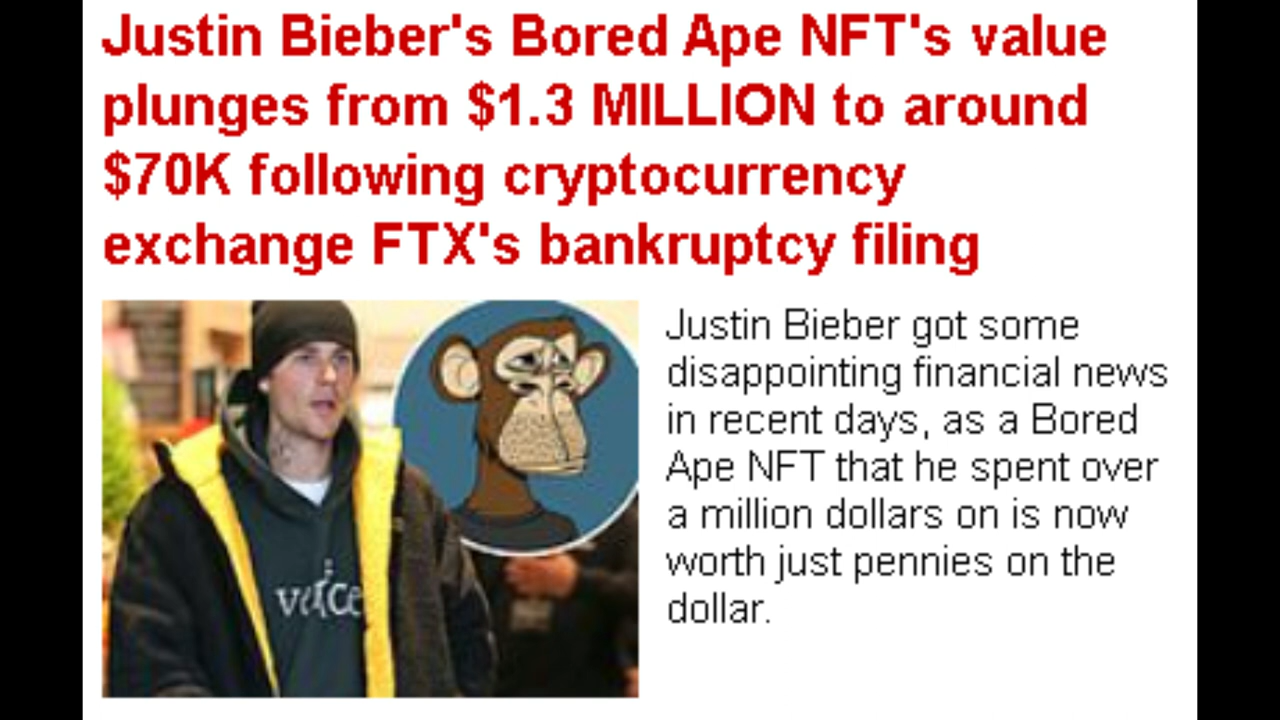 Justin Bieber's Bored Ape NFT's value
plunges from $1.3 MILLION to around
$70K following cryptocurrency
exchange FTX's bankruptcy filing
Justin Bieber got some
disappointing financial news
in recent days, as a Bored
Ape NFT that he spent over
a million dollars on is now
worth just pennies on the
dollar.
voice